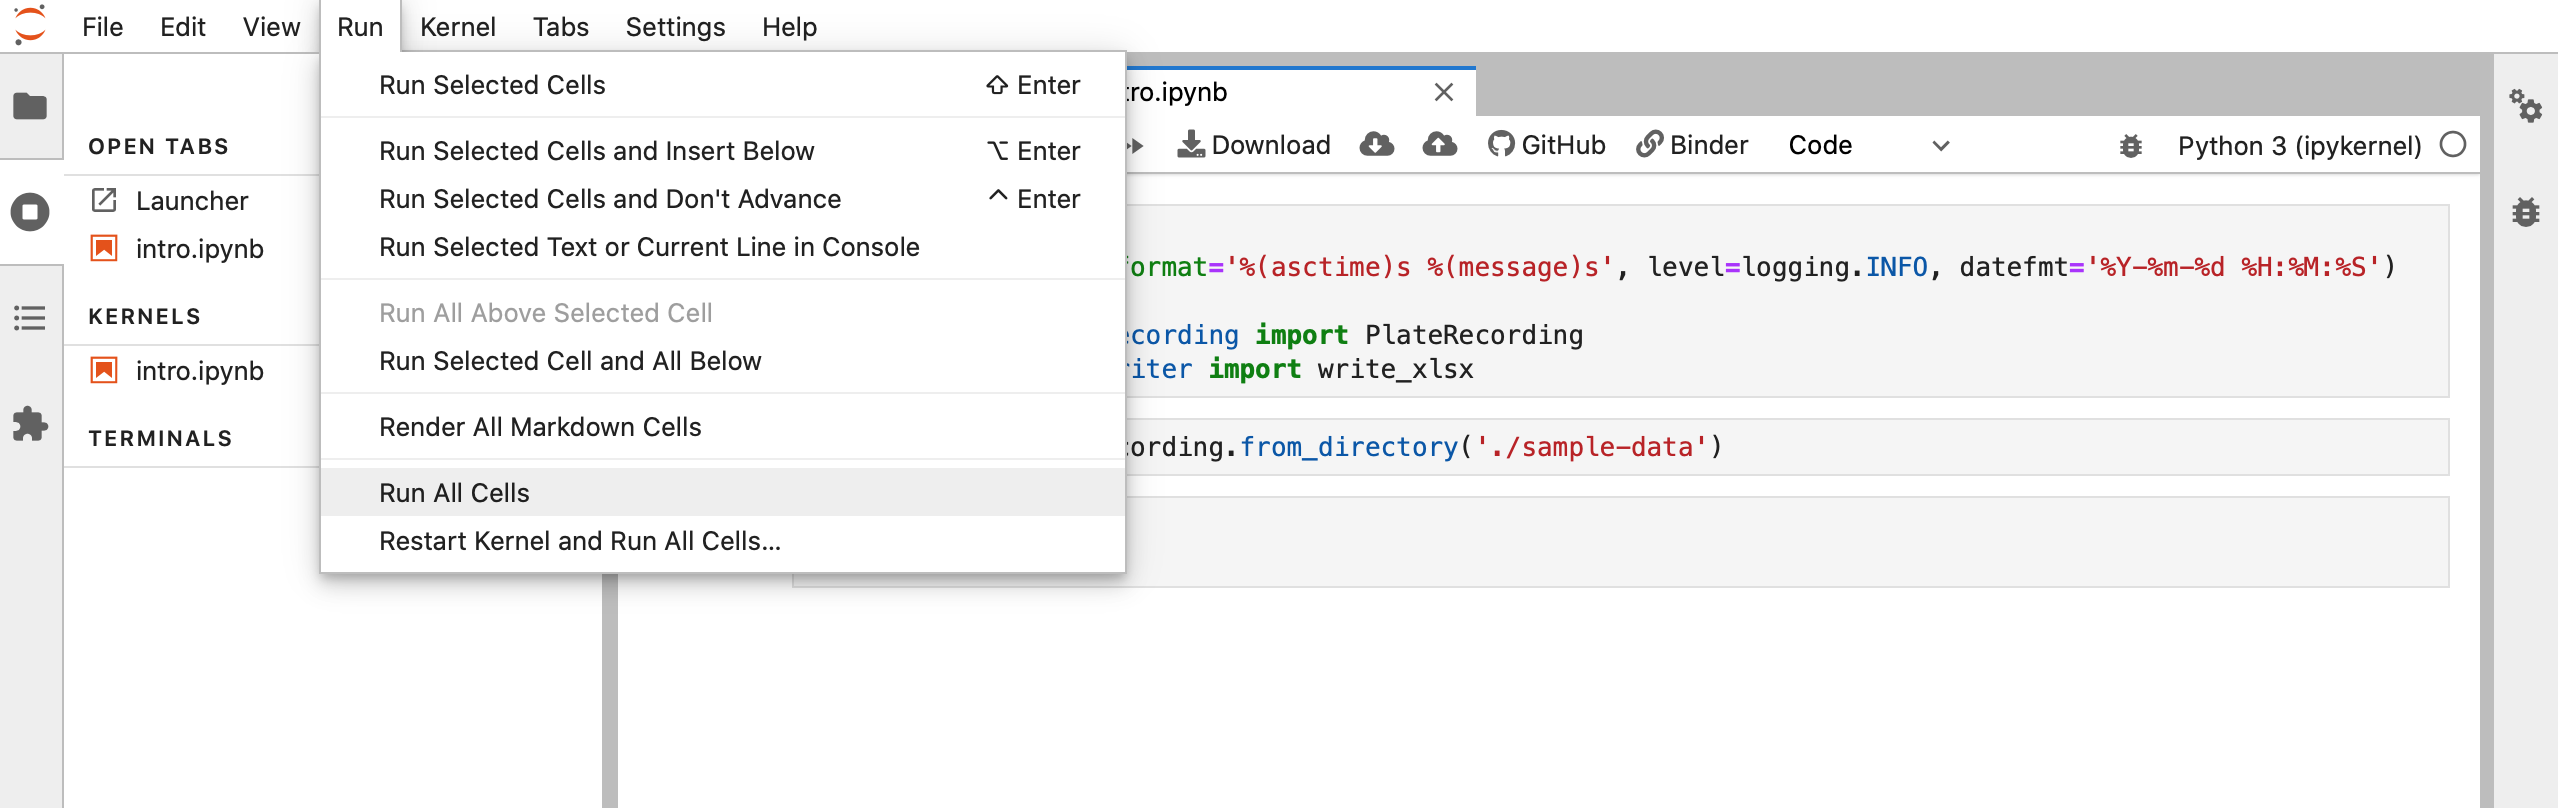 File Edit View Run Kernel Tabs Settings Help
OPEN TABS
Launcher
intro.ipynb
KERNELS
intro.ipynb
TERMINALS
Run Selected Cells ⇧ Enter
Run Selected Cells and Insert Below ⌥ Enter
Run Selected Cells and Don't Advance ^ Enter
Run Selected Text or Current Line in Console
Run All Above Selected Cell
Run Selected Cell and All Below
Render All Markdown Cells
Run All Cells
Restart Kernel and Run All Cells...
tro.ipynb
Download GitHub Binder Code Python 3 (ipykernel)
format='%(asctime)s %(message)s', level=logging.INFO, datefmt='%Y-%m-%d %H:%M:%S')
ecording import PlateRecording
riter import write_xlsx
cording.from_directory('./sample-data')